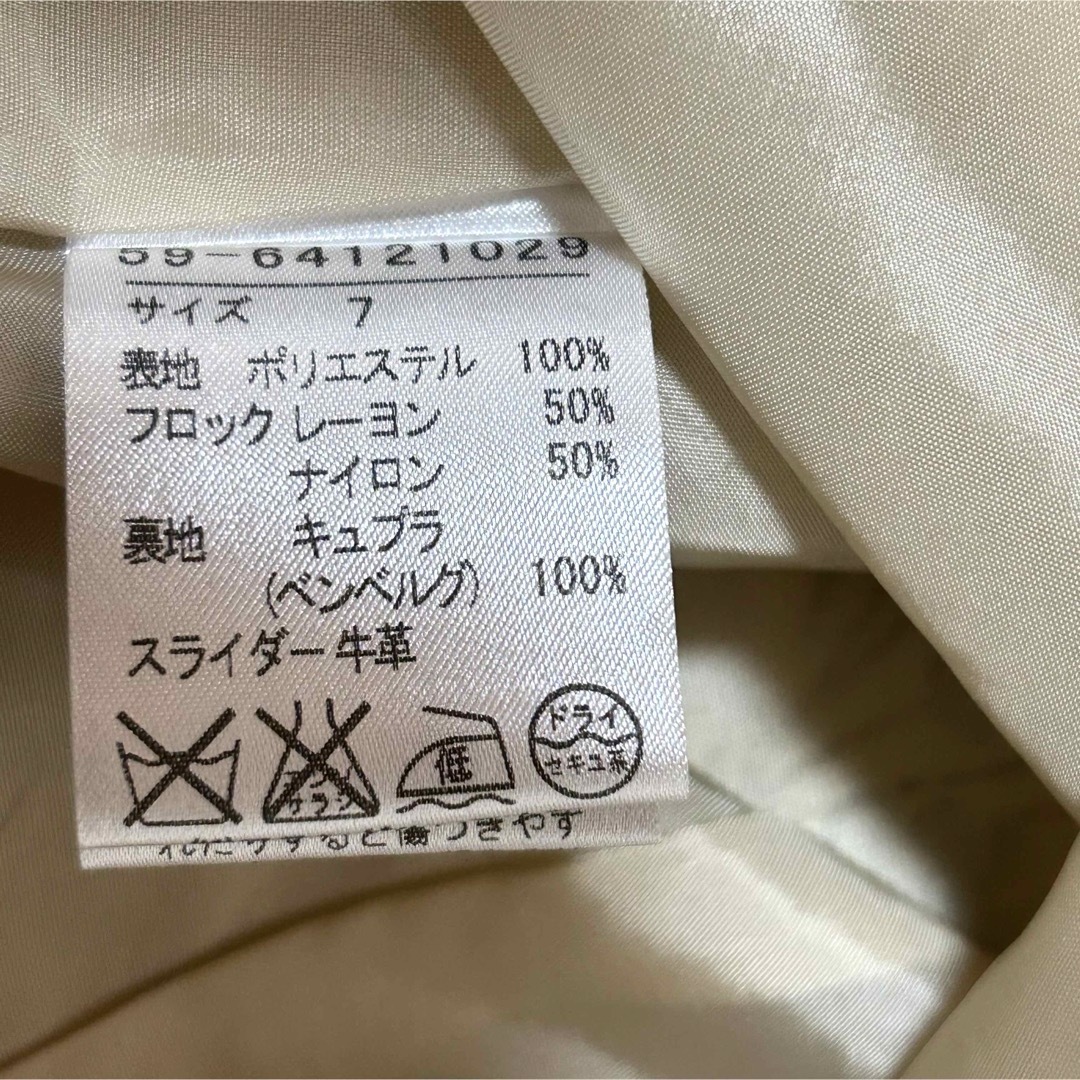 59-64121029
サイズ 7
表地 ポリエステル 100%
フロック レーヨン 50%
ナイロン 50%
裏地 キュプラ
(ベンベルグ) 100%
スライダー牛革
エンソサラシ
低
ドライ
セキユ系